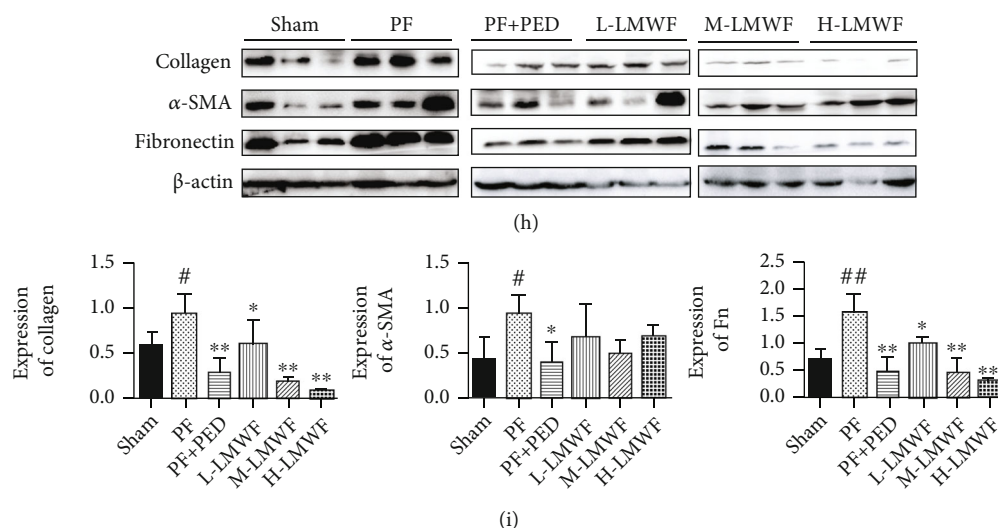 Sham PF PF+PED L-LMWF M-LMWF H-LMWF
Collagen
α-SMA
Fibronectin
β-actin
(h)
Expression of collagen
1.5
1.0
0.5
0.0
#
**
*
**
**
Sham
PF
PF+PED
L-LMWF
M-LMWF
H-LMWF
Expression of α-SMA
1.5
1.0
0.5
0.0
#
*
Sham
PF
PF+PED
L-LMWF
M-LMWF
H-LMWF
Expression of Fn
2.5
2.0
1.5
1.0
0.5
0.0
##
**
*
**
**
Sham
PF
PF+PED
L-LMWF
M-LMWF
H-LMWF
(i)